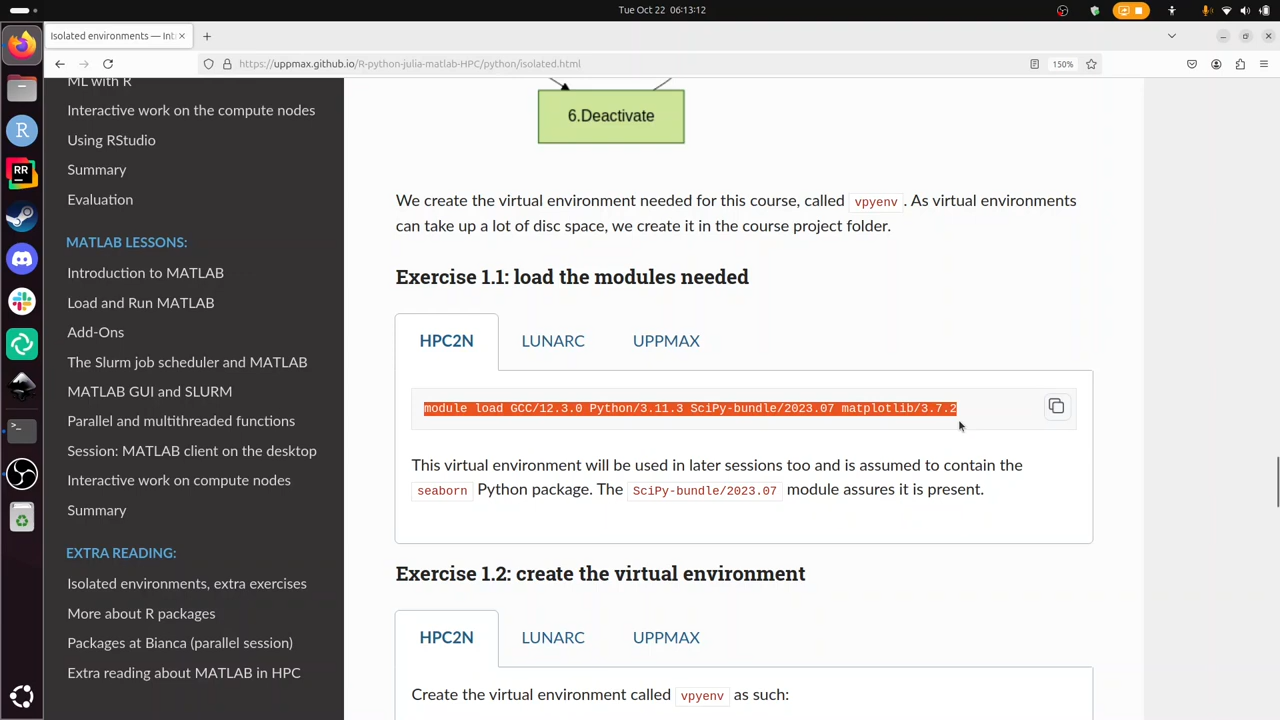 Tue Oct 22 06:13:12
Isolated environments — Int
https://uppmax.github.io/R-python-julia-matlab-HPC/python/isolated.html
150%
ML with R
Interactive work on the compute nodes
Using RStudio
Summary
Evaluation
MATLAB LESSONS:
Introduction to MATLAB
Load and Run MATLAB
Add-Ons
The Slurm job scheduler and MATLAB
MATLAB GUI and SLURM
Parallel and multithreaded functions
Session: MATLAB client on the desktop
Interactive work on compute nodes
Summary
EXTRA READING:
Isolated environments, extra exercises
More about R packages
Packages at Bianca (parallel session)
Extra reading about MATLAB in HPC
6.Deactivate
We create the virtual environment needed for this course, called vpyenv. As virtual environments
can take up a lot of disc space, we create it in the course project folder.
Exercise 1.1: load the modules needed
HPC2N LUNARC UPPMAX
module load GCC/12.3.0 Python/3.11.3 SciPy-bundle/2023.07 matplotlib/3.7.2
This virtual environment will be used in later sessions too and is assumed to contain the
seaborn Python package. The SciPy-bundle/2023.07 module assures it is present.
Exercise 1.2: create the virtual environment
HPC2N LUNARC UPPMAX
Create the virtual environment called vpyenv as such:
R
RR
>_